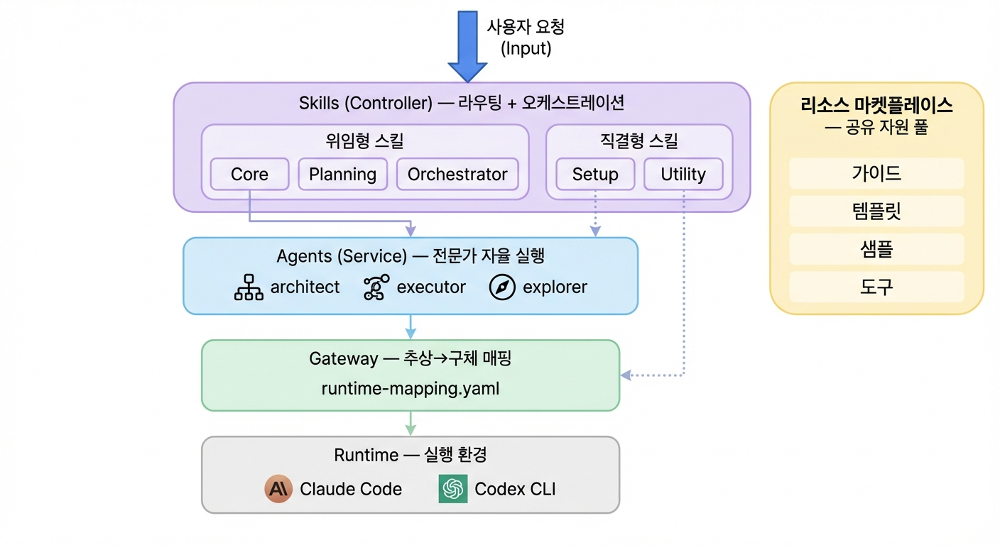 사용자 요청
(Input)
Skills (Controller) — 라우팅 + 오케스트레이션
위임형 스킬
Core
Planning
Orchestrator
직결형 스킬
Setup
Utility
리소스 마켓플레이스
— 공유 자원 풀
가이드
템플릿
샘플
도구
Agents (Service) — 전문가 자율 실행
architect
executor
explorer
Gateway — 추상→구체 매핑
runtime-mapping.yaml
Runtime — 실행 환경
AI Claude Code
Codex CLI